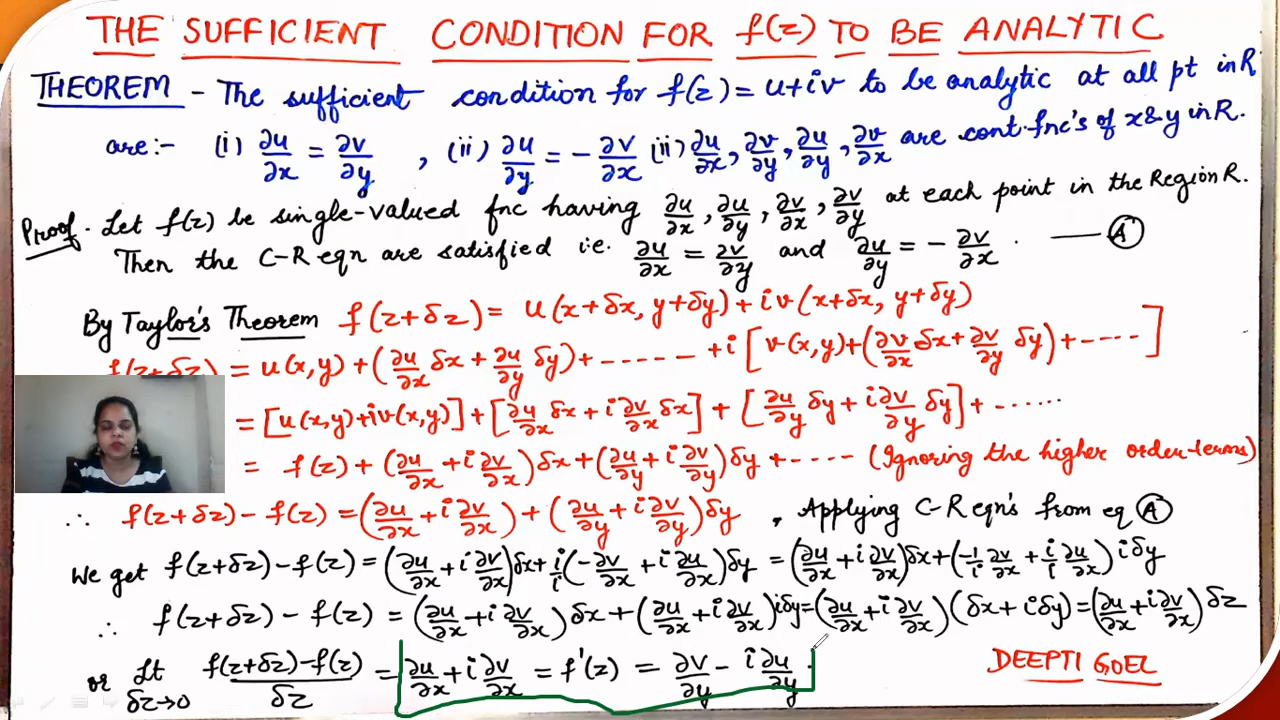 THE SUFFICIENT CONDITION FOR f(z) TO BE ANALYTIC
THEOREM - The sufficient condition for f(z) = u+iv to be analytic at all pt in R
are:- (i) ∂u/∂x = ∂v/∂y , (ii) ∂u/∂y = - ∂v/∂x (ii) ∂u/∂x, ∂v/∂y, ∂u/∂y, ∂v/∂x are cont. fnc's of x & y in R.
Proof. Let f(z) be single-valued fnc having ∂u/∂x, ∂u/∂y, ∂v/∂x, ∂v/∂y at each point in the Region R.
Then the C-R eqn are satisfied i.e. ∂u/∂x = ∂v/∂y and ∂u/∂y = - ∂v/∂x . — Ⓐ
By Taylor's Theorem f(z+δz) = u(x+δx, y+δy) + iv(x+δx, y+δy)
f(z+δz) = u(x,y) + (∂u/∂x δx + ∂u/∂y δy) + ------ + i [v(x,y) + (∂v/∂x δx + ∂v/∂y δy) + ----]
= [u(x,y) + iv(x,y)] + [∂u/∂x δx + i ∂v/∂x δx] + [∂u/∂y δy + i ∂v/∂y δy] + ......
= f(z) + (∂u/∂x + i ∂v/∂x) δx + (∂u/∂y + i ∂v/∂y) δy + ---- (Ignoring the higher order-terms)
∴ f(z+δz) - f(z) = (∂u/∂x + i ∂v/∂x) + (∂u/∂y + i ∂v/∂y) δy , Applying C-R eqn's from eq Ⓐ
We get f(z+δz) - f(z) = (∂u/∂x + i ∂v/∂x) δx + i/i (-∂v/∂x + i ∂u/∂x) δy = (∂u/∂x + i ∂v/∂x) δx + (-1/i ∂v/∂x + i/i ∂u/∂x) i δy
∴ f(z+δz) - f(z) = (∂u/∂x + i ∂v/∂x) δx + (∂u/∂x + i ∂v/∂x) iδy = (∂u/∂x + i ∂v/∂x) (δx + iδy) = (∂u/∂x + i ∂v/∂x) δz
or Lt δz→0 f(z+δz) - f(z)/δz = ∂u/∂x + i ∂v/∂x = f'(z) = ∂v/∂y - i ∂u/∂y .
DEEPTI GOEL